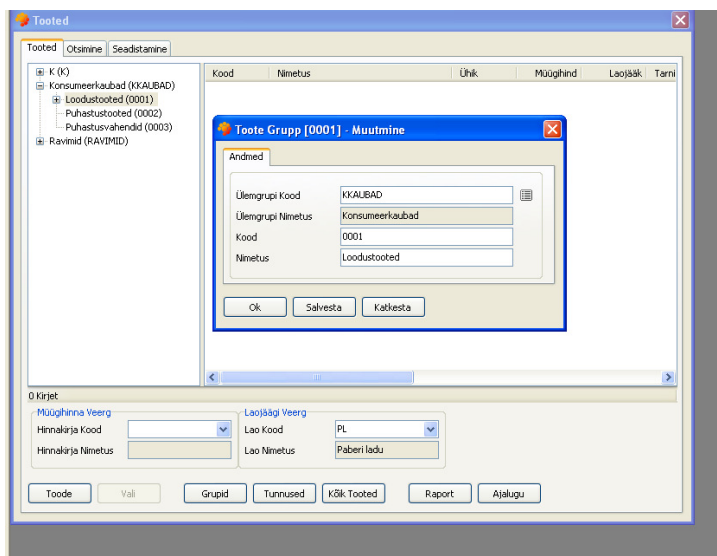 Tooted
Tooted Otsimine Seadistamine
K (K)
Konsumeerkaubad (KKAUBAD)
Loodustooted (0001)
Puhastustooted (0002)
Puhastusvahendid (0003)
Ravimid (RAVIMID)
Kood Nimetus Ühik Müügihind Laojääk Tarni
Toote Grupp [0001] - Muutmine
Andmed
Ülemgrupi Kood KKAUBAD
Ülemgrupi Nimetus Konsumeerkaubad
Kood 0001
Nimetus Loodustooted
Ok Salvesta Katkesta
0 Kirjet
Müügihinna Veerg Laojäägi Veerg
Hinnakirja Kood Lao Kood PL
Hinnakirja Nimetus Lao Nimetus Paberi ladu
Toode Vali Grupid Tunnused Kõik Tooted Raport Ajalugu